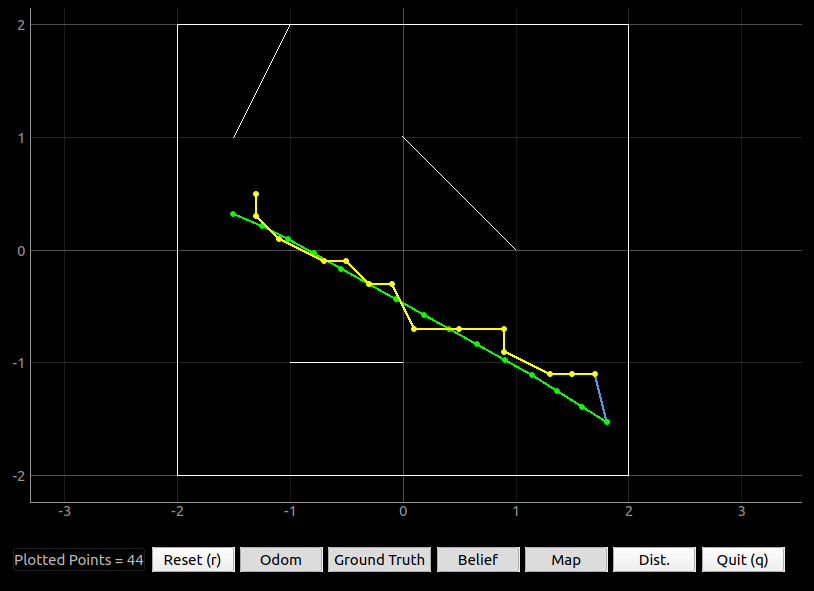 2
1
0
-1
-2
-3 -2 -1 0 1 2 3
Plotted Points = 44 Reset (r) Odom Ground Truth Belief Map Dist. Quit (q)